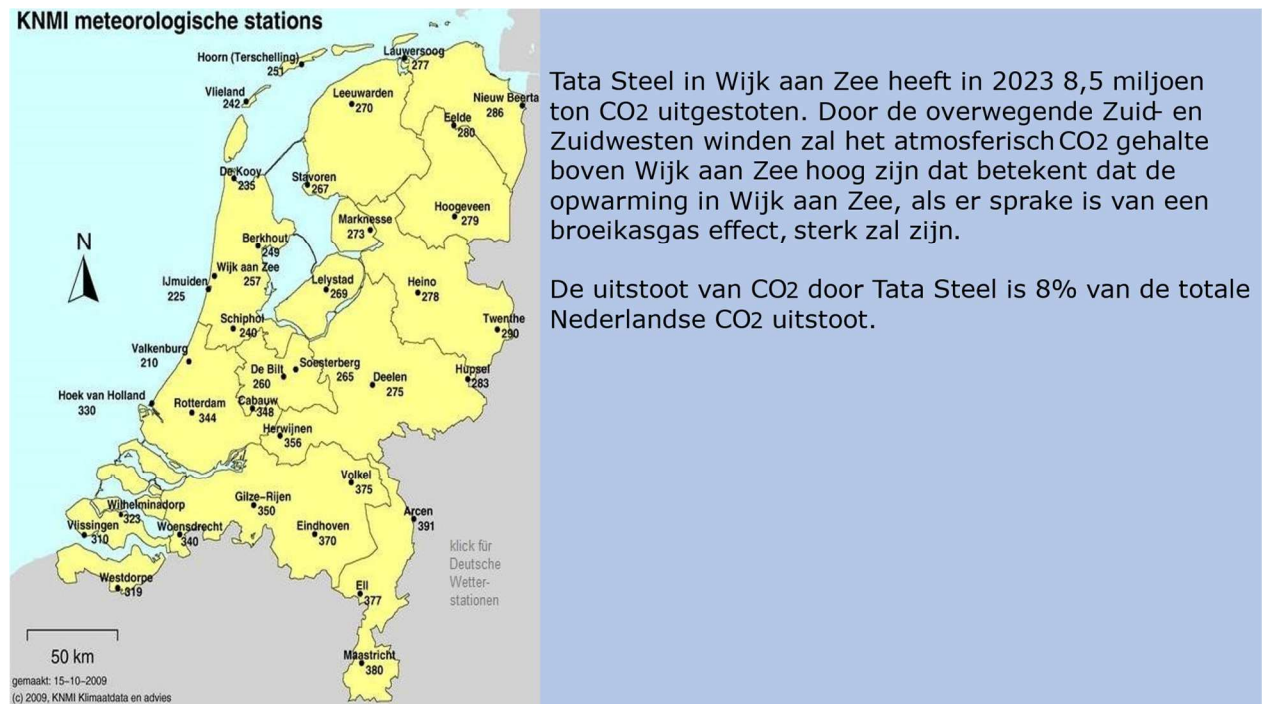 KNMI meteorologische stations
Hoorn (Terschelling)
251
Lauwersoog
277
Vlieland
242
Leeuwarden
270
Nieuw Beerta
286
Eelde
280
De Kooy
235
Stavoren
267
Hoogeveen
279
Marknesse
273
N
Berkhout
249
Wijk aan Zee
257
IJmuiden
225
Lelystad
269
Heino
278
Schiphol
240
Twenthe
290
Valkenburg
210
De Bilt
260
Soesterberg
265
Deelen
275
Hupsel
283
Hoek van Holland
330
Rotterdam
344
Cabauw
348
Herwijnen
356
Volkel
375
Gilze-Rijen
350
Arcen
391
Wilhelminadorp
323
Vlissingen
310
Woensdrecht
340
Eindhoven
370
klick für
Deutsche
Wetter-
stationen
Westdorpe
319
Ell
377
50 km
Maastricht
380
gemaakt: 15-10-2009
(c) 2009, KNMI Klimaatdata en advies
Tata Steel in Wijk aan Zee heeft in 2023 8,5 miljoen
ton CO2 uitgestoten. Door de overwegende Zuid- en
Zuidwesten winden zal het atmosferisch CO2 gehalte
boven Wijk aan Zee hoog zijn dat betekent dat de
opwarming in Wijk aan Zee, als er sprake is van een
broeikasgas effect, sterk zal zijn.
De uitstoot van CO2 door Tata Steel is 8% van de totale
Nederlandse CO2 uitstoot.